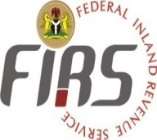 FEDERAL INLAND REVENUE SERVICE
FIRS